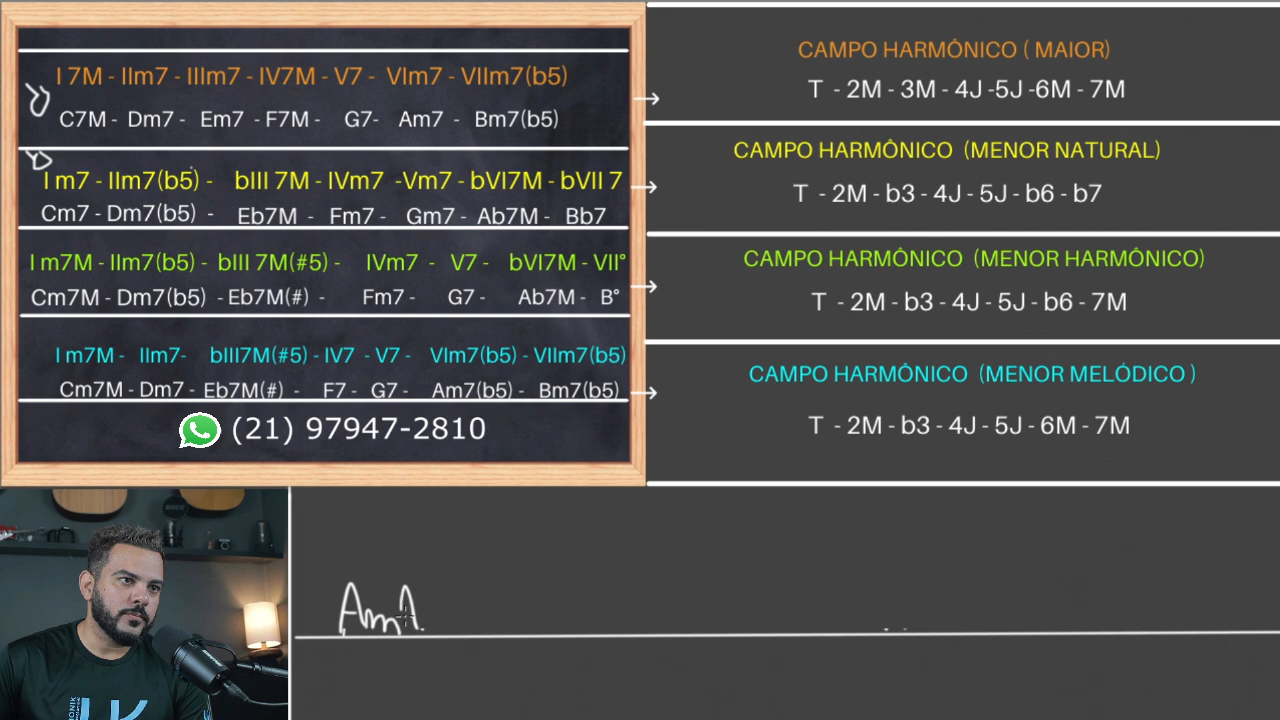 I 7M - IIm7 - IIIm7 - IV7M - V7 - VIm7 - VIIm7(b5)
C7M - Dm7 - Em7 - F7M - G7- Am7 - Bm7(b5)
I m7 - IIm7(b5) - bIII 7M - IVm7 -Vm7 - bVI7M - bVII 7
Cm7 - Dm7(b5) - Eb7M - Fm7 - Gm7 - Ab7M - Bb7
I m7M - IIm7(b5) - bIII 7M(#5) - IVm7 - V7 - bVI7M - VII°
Cm7M - Dm7(b5) - Eb7M(#) - Fm7 - G7 - Ab7M - B°
I m7M - IIm7- bIII7M(#5) - IV7 - V7 - VIm7(b5) - VIIm7(b5)
Cm7M - Dm7 - Eb7M(#) - F7 - G7 - Am7(b5) - Bm7(b5)
(21) 97947-2810
CAMPO HARMÔNICO ( MAIOR)
T - 2M - 3M - 4J -5J -6M - 7M
CAMPO HARMÔNICO (MENOR NATURAL)
T - 2M - b3 - 4J - 5J - b6 - b7
CAMPO HARMÔNICO (MENOR HARMÔNICO)
T - 2M - b3 - 4J - 5J - b6 - 7M
CAMPO HARMÔNICO (MENOR MELÓDICO )
T - 2M - b3 - 4J - 5J - 6M - 7M